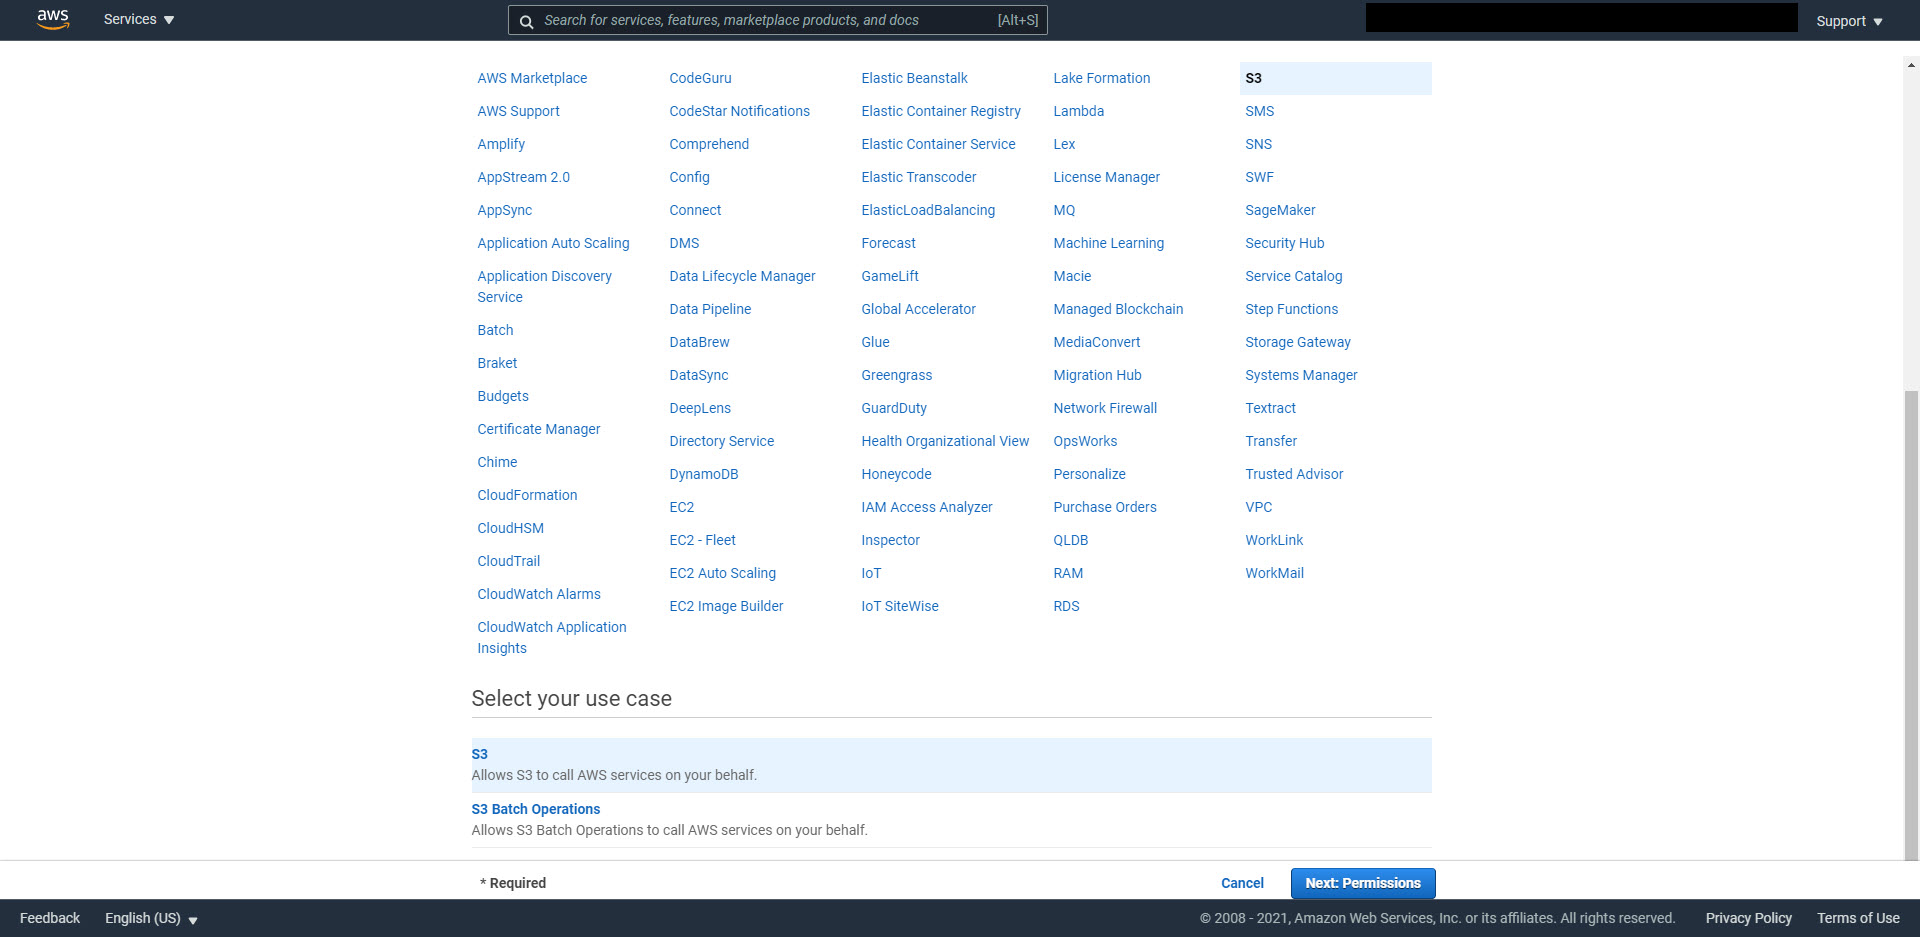 aws
Services
Search for services, features, marketplace products, and docs
[Alt+S]
Support
AWS Marketplace
AWS Support
Amplify
AppStream 2.0
AppSync
Application Auto Scaling
Application Discovery
Service
Batch
Braket
Budgets
Certificate Manager
Chime
CloudFormation
CloudHSM
CloudTrail
CloudWatch Alarms
CloudWatch Application
Insights
CodeGuru
CodeStar Notifications
Comprehend
Config
Connect
DMS
Data Lifecycle Manager
Data Pipeline
DataBrew
DataSync
DeepLens
Directory Service
DynamoDB
EC2
EC2 - Fleet
EC2 Auto Scaling
EC2 Image Builder
Elastic Beanstalk
Elastic Container Registry
Elastic Container Service
Elastic Transcoder
ElasticLoadBalancing
Forecast
GameLift
Global Accelerator
Glue
Greengrass
GuardDuty
Health Organizational View
Honeycode
IAM Access Analyzer
Inspector
IoT
IoT SiteWise
Lake Formation
Lambda
Lex
License Manager
MQ
Machine Learning
Macie
Managed Blockchain
MediaConvert
Migration Hub
Network Firewall
OpsWorks
Personalize
Purchase Orders
QLDB
RAM
RDS
S3
SMS
SNS
SWF
SageMaker
Security Hub
Service Catalog
Step Functions
Storage Gateway
Systems Manager
Textract
Transfer
Trusted Advisor
VPC
WorkLink
WorkMail
Select your use case
S3
Allows S3 to call AWS services on your behalf.
S3 Batch Operations
Allows S3 Batch Operations to call AWS services on your behalf.
* Required
Cancel
Next: Permissions
Feedback
English (US)
© 2008 - 2021, Amazon Web Services, Inc. or its affiliates. All rights reserved.
Privacy Policy
Terms of Use